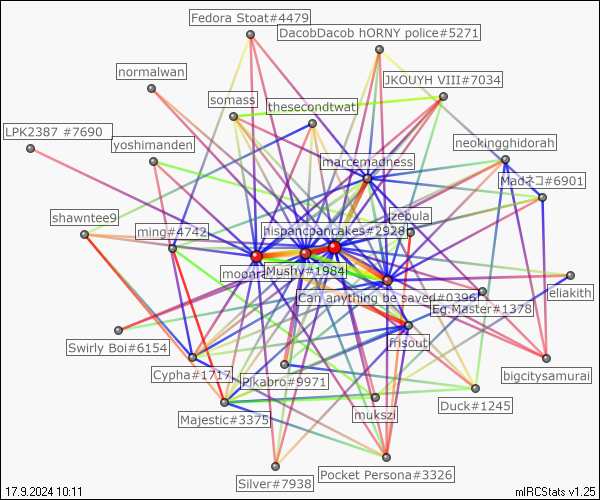 Fedora Stoat#4479
DacobDacob hORNY police#5271
normalwan
JKOUYH VIII#7034
somass
thesecondtwat
LPK2387 #7690
yoshimanden
neokingghidorah
marcemadness
Madネコ#6901
shawntee9
zebula
ming#4742
hispancpancakes#2928
Mushy#1984
eliakith
Can anything be saved#0396
Eg.Master#1378
Swirly Boi#6154
frisout
Cypha#1717
Pikabro#9971
bigcitysamurai
Majestic#3375
mukszi
Duck#1245
Silver#7938
Pocket Persona#3326
17.9.2024 10:11
mIRCStats v1.25